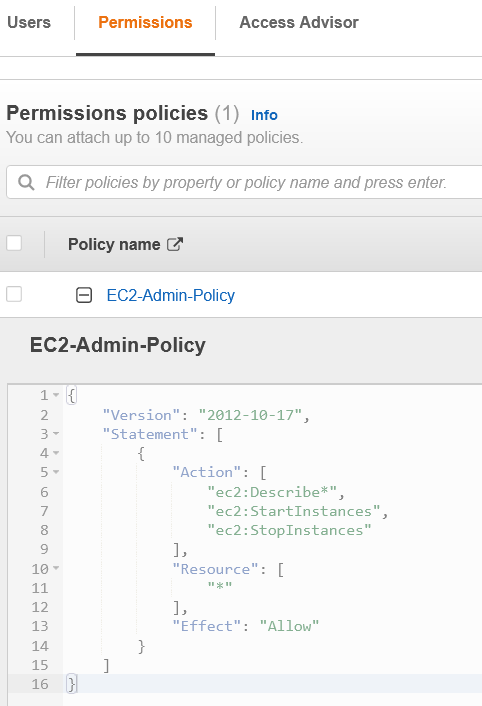 Users Permissions Access Advisor
Permissions policies (1) Info
You can attach up to 10 managed policies.
Filter policies by property or policy name and press enter.
Policy name
EC2-Admin-Policy
EC2-Admin-Policy
1 {
2 "Version": "2012-10-17",
3 "Statement": [
4 {
5 "Action": [
6 "ec2:Describe*",
7 "ec2:StartInstances",
8 "ec2:StopInstances"
9 ],
10 "Resource": [
11 "*"
12 ],
13 "Effect": "Allow"
14 }
15 ]
16 }